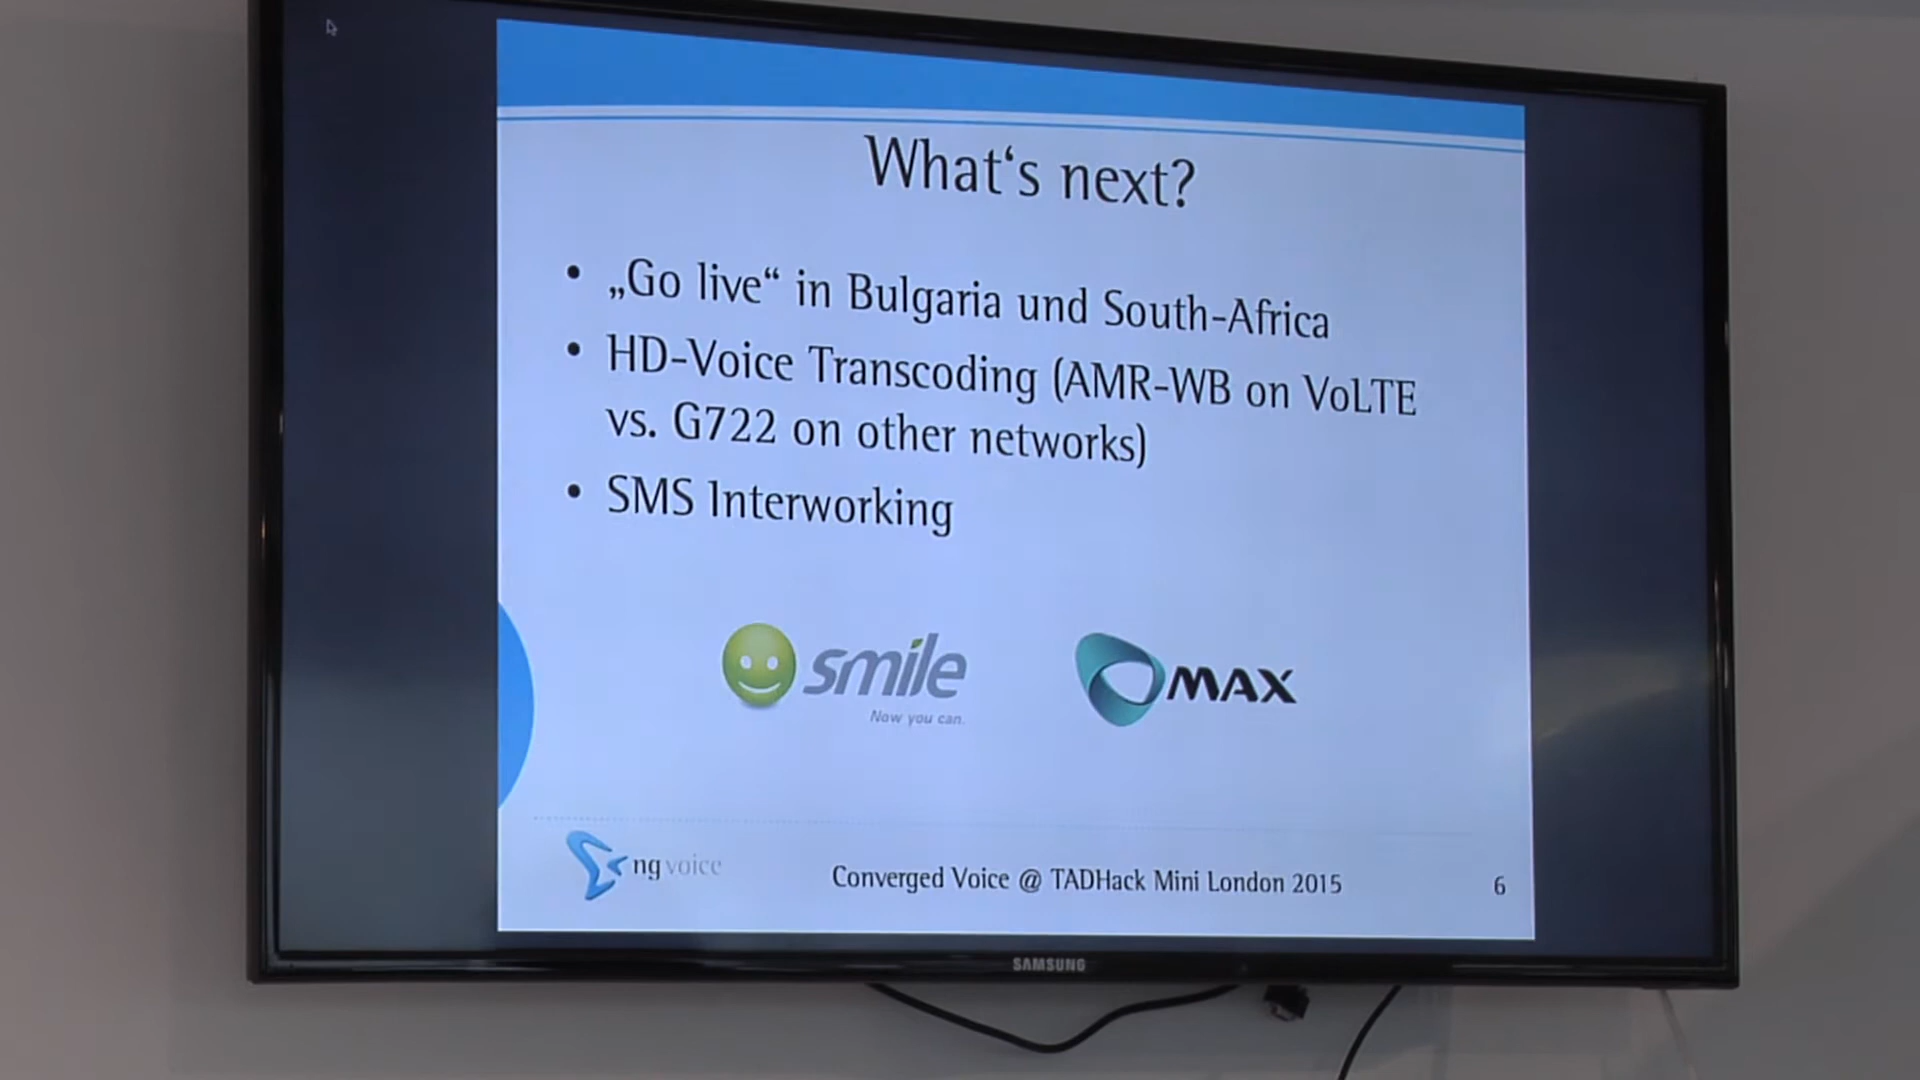 What‘s next?
• „Go live“ in Bulgaria und South-Africa
• HD-Voice Transcoding (AMR-WB on VoLTE
vs. G722 on other networks)
• SMS Interworking
smile
Now you can.
MAX
ng voice
Converged Voice @ TADHack Mini London 2015
6
SAMSUNG